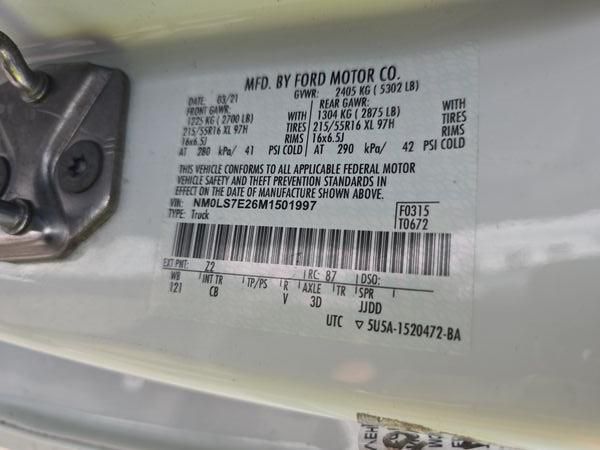 MFD. BY FORD MOTOR CO.
DATE: 03/21 GVWR: 2405 KG ( 5302 LB)
FRONT GAWR: REAR GAWR: WITH
1225 KG ( 2700 LB) WITH 1304 KG ( 2875 LB) TIRES
215/55R16 XL 97H TIRES 215/55R16 XL 97H RIMS
16x6.5J RIMS 16x6.5J
AT 280 kPa/ 41 PSI COLD AT 290 kPa/ 42 PSI COLD
THIS VEHICLE CONFORMS TO ALL APPLICABLE FEDERAL MOTOR
VEHICLE SAFETY AND THEFT PREVENTION STANDARDS IN
EFFECT ON THE DATE OF MANUFACTURE SHOWN ABOVE.
VIN: NM0LS7E26M1501997 F0315
TYPE: Truck T0672
EXT PNT: 72 RC: 87 DSO:
WB INT TR TP/PS R AXLE TR SPR
121 CB V 3D JJDD
UTC ▽ 5U5A-1520472-BA